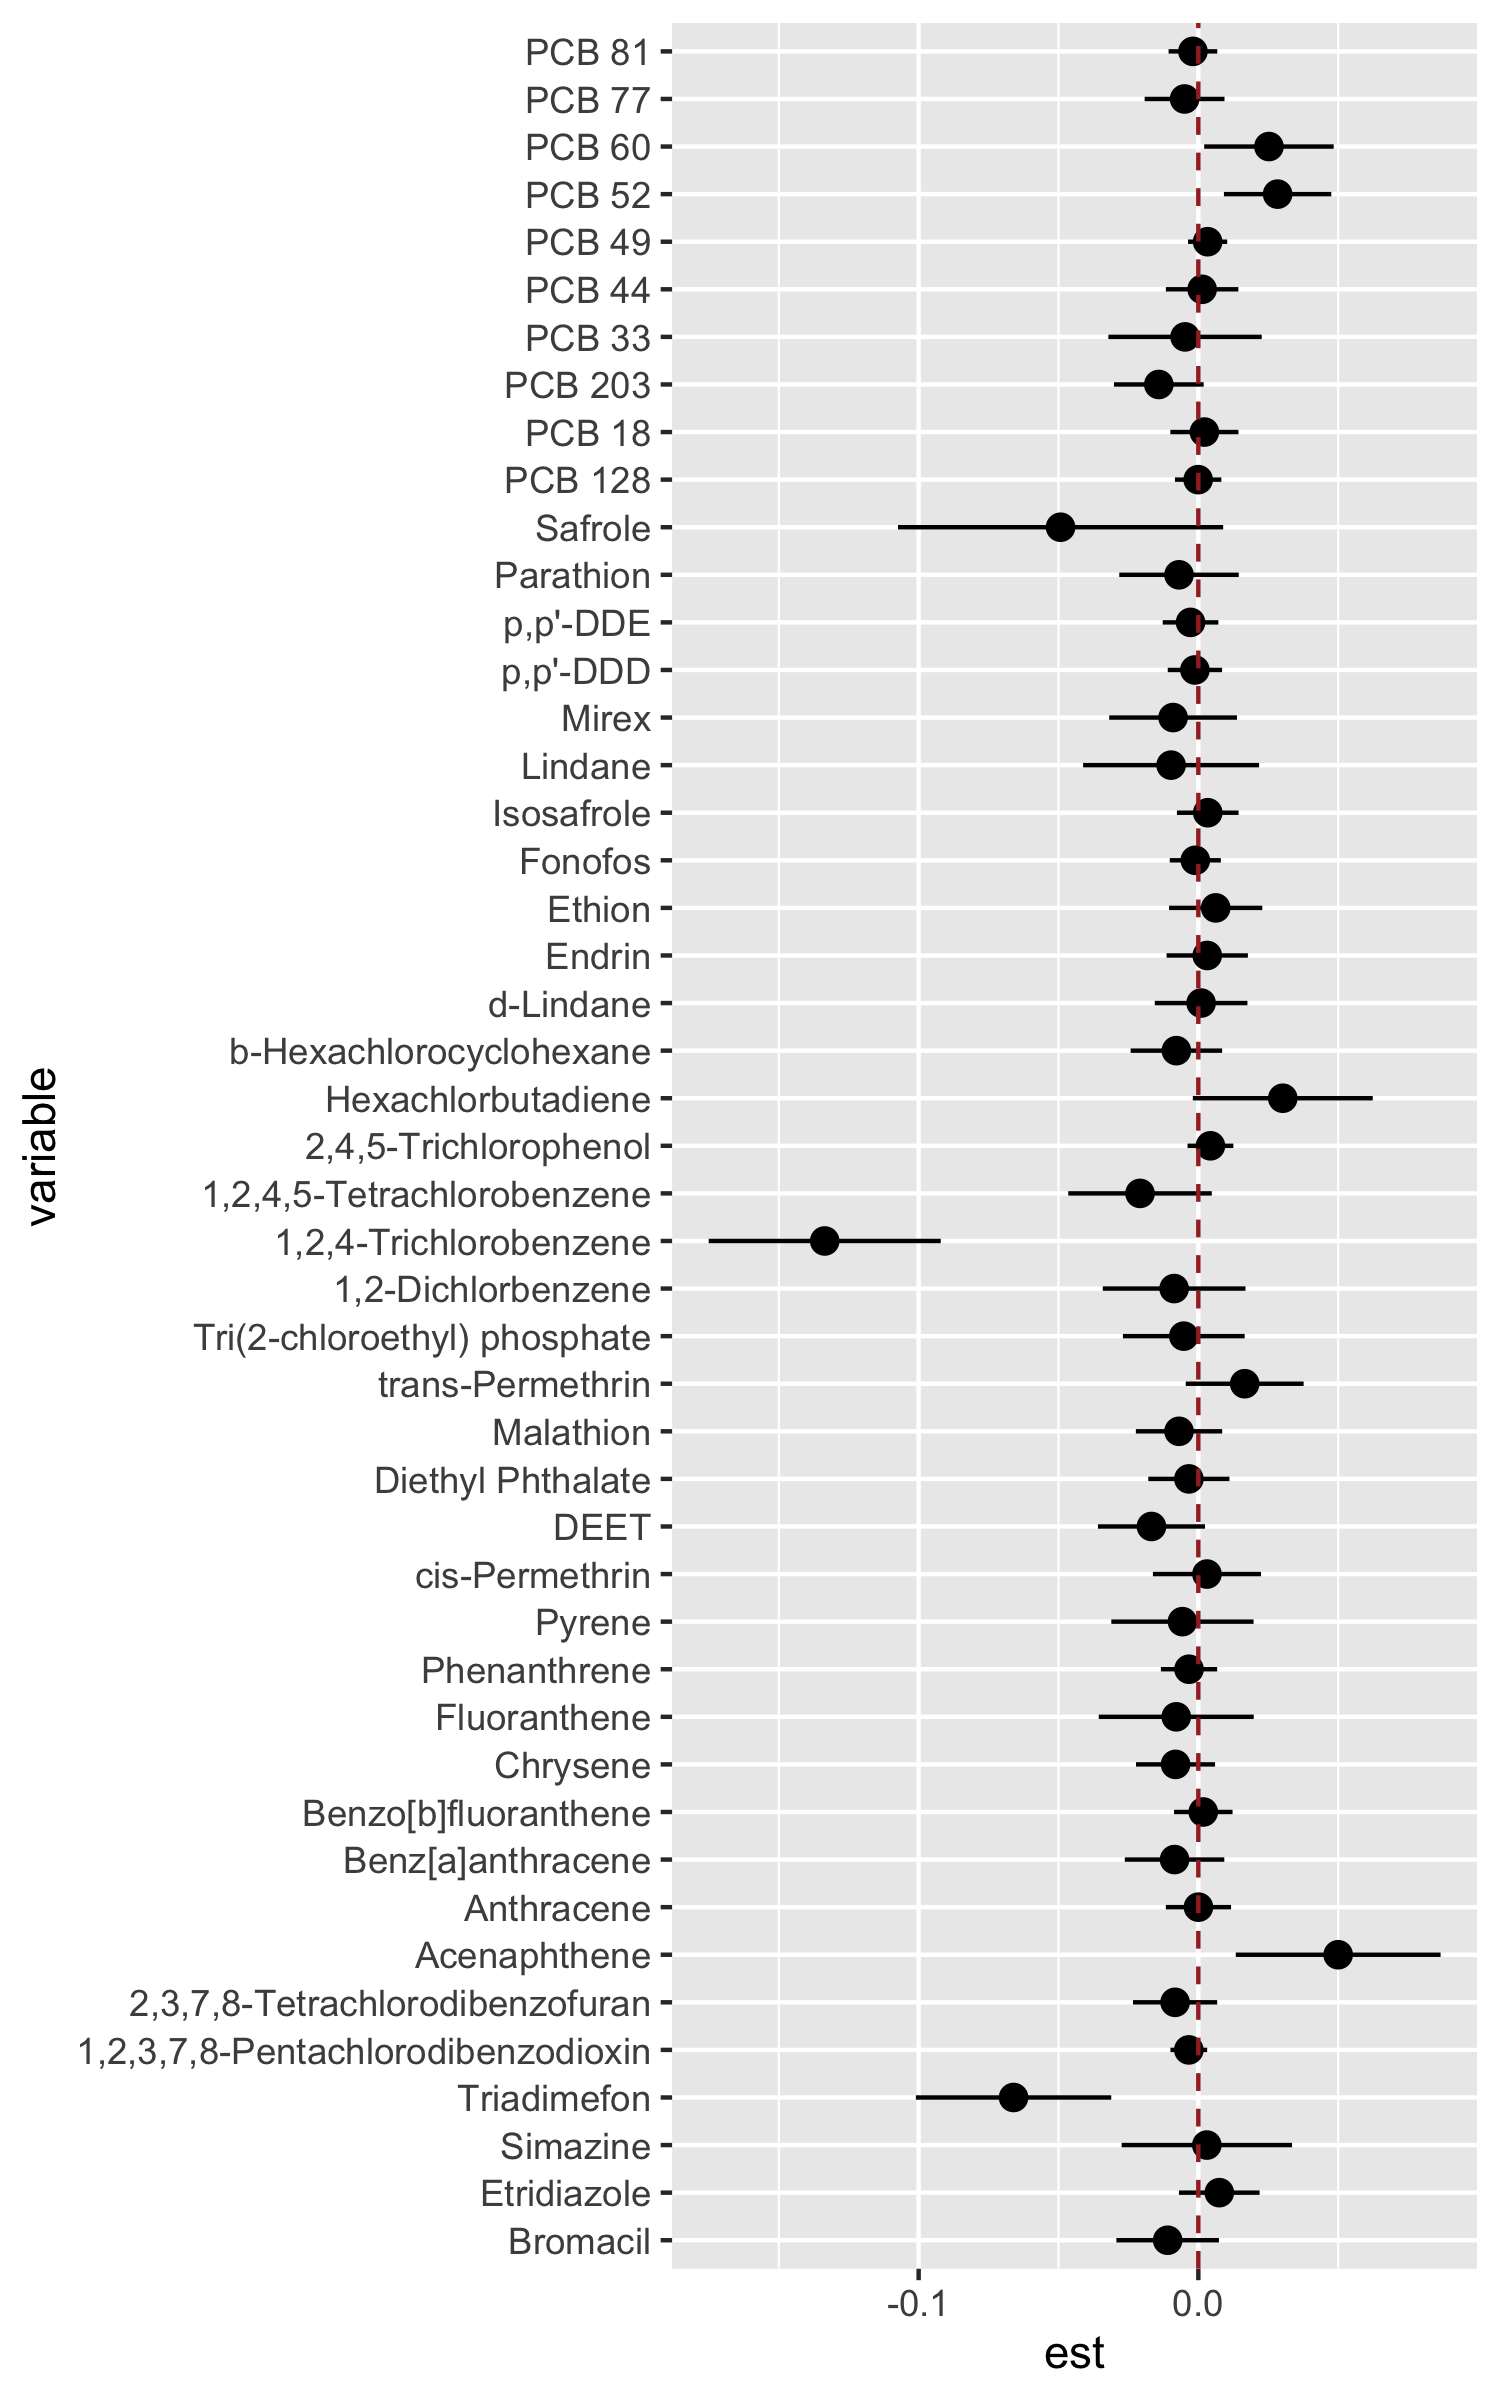 PCB 81
PCB 77
PCB 60
PCB 52
PCB 49
PCB 44
PCB 33
PCB 203
PCB 18
PCB 128
Safrole
Parathion
p,p'-DDE
p,p'-DDD
Mirex
Lindane
Isosafrole
Fonofos
Ethion
Endrin
d-Lindane
b-Hexachlorocyclohexane
Hexachlorbutadiene
2,4,5-Trichlorophenol
1,2,4,5-Tetrachlorobenzene
1,2,4-Trichlorobenzene
1,2-Dichlorbenzene
Tri(2-chloroethyl) phosphate
trans-Permethrin
Malathion
Diethyl Phthalate
DEET
cis-Permethrin
Pyrene
Phenanthrene
Fluoranthene
Chrysene
Benzo[b]fluoranthene
Benz[a]anthracene
Anthracene
Acenaphthene
2,3,7,8-Tetrachlorodibenzofuran
1,2,3,7,8-Pentachlorodibenzodioxin
Triadimefon
Simazine
Etridiazole
Bromacil
variable
-0.1 0.0
est